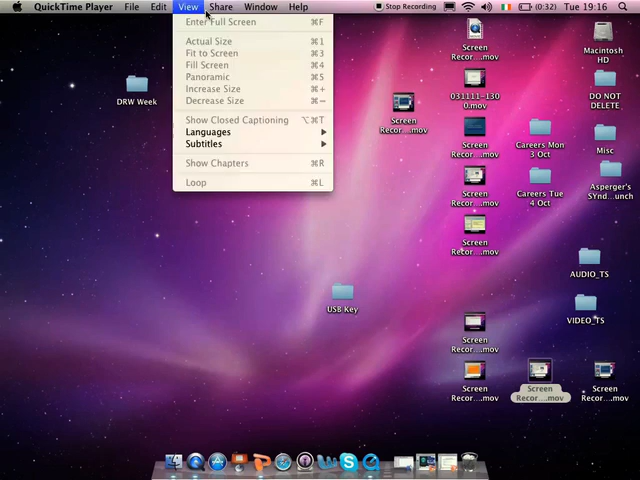 QuickTime Player File Edit View Share Window Help Stop Recording (0:32) Tue 19:16
Enter Full Screen ⌘F
Actual Size ⌘1
Fit to Screen ⌘3
Fill Screen ⌘4
Panoramic ⌘5
Increase Size ⌘+
Decrease Size ⌘−
Show Closed Captioning ⌥⌘T
Languages
Subtitles
Show Chapters ⌘R
Loop ⌘L
DRW Week
USB Key
Screen
Recor...mov
Screen
Recor...mov
031111-130
0.mov
Screen
Recor...mov
Screen
Recor...mov
Screen
Recor...mov
Screen
Recor...mov
Screen
Recor...mov
Careers Mon
3 Oct
Careers Tue
4 Oct
Screen
Recor...mov
Macintosh
HD
DO NOT
DELETE
Misc
Asperger's
SYnd...unch
AUDIO_TS
VIDEO_TS
Screen
Recor...mov